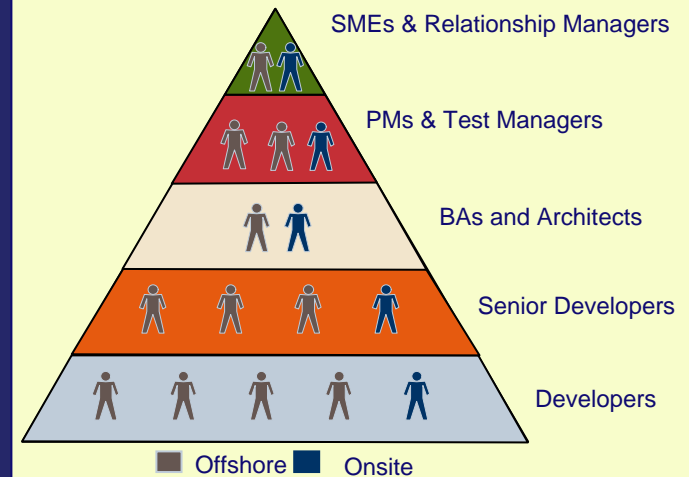 SMEs & Relationship Managers
PMs & Test Managers
BAs and Architects
Senior Developers
Developers
Offshore Onsite